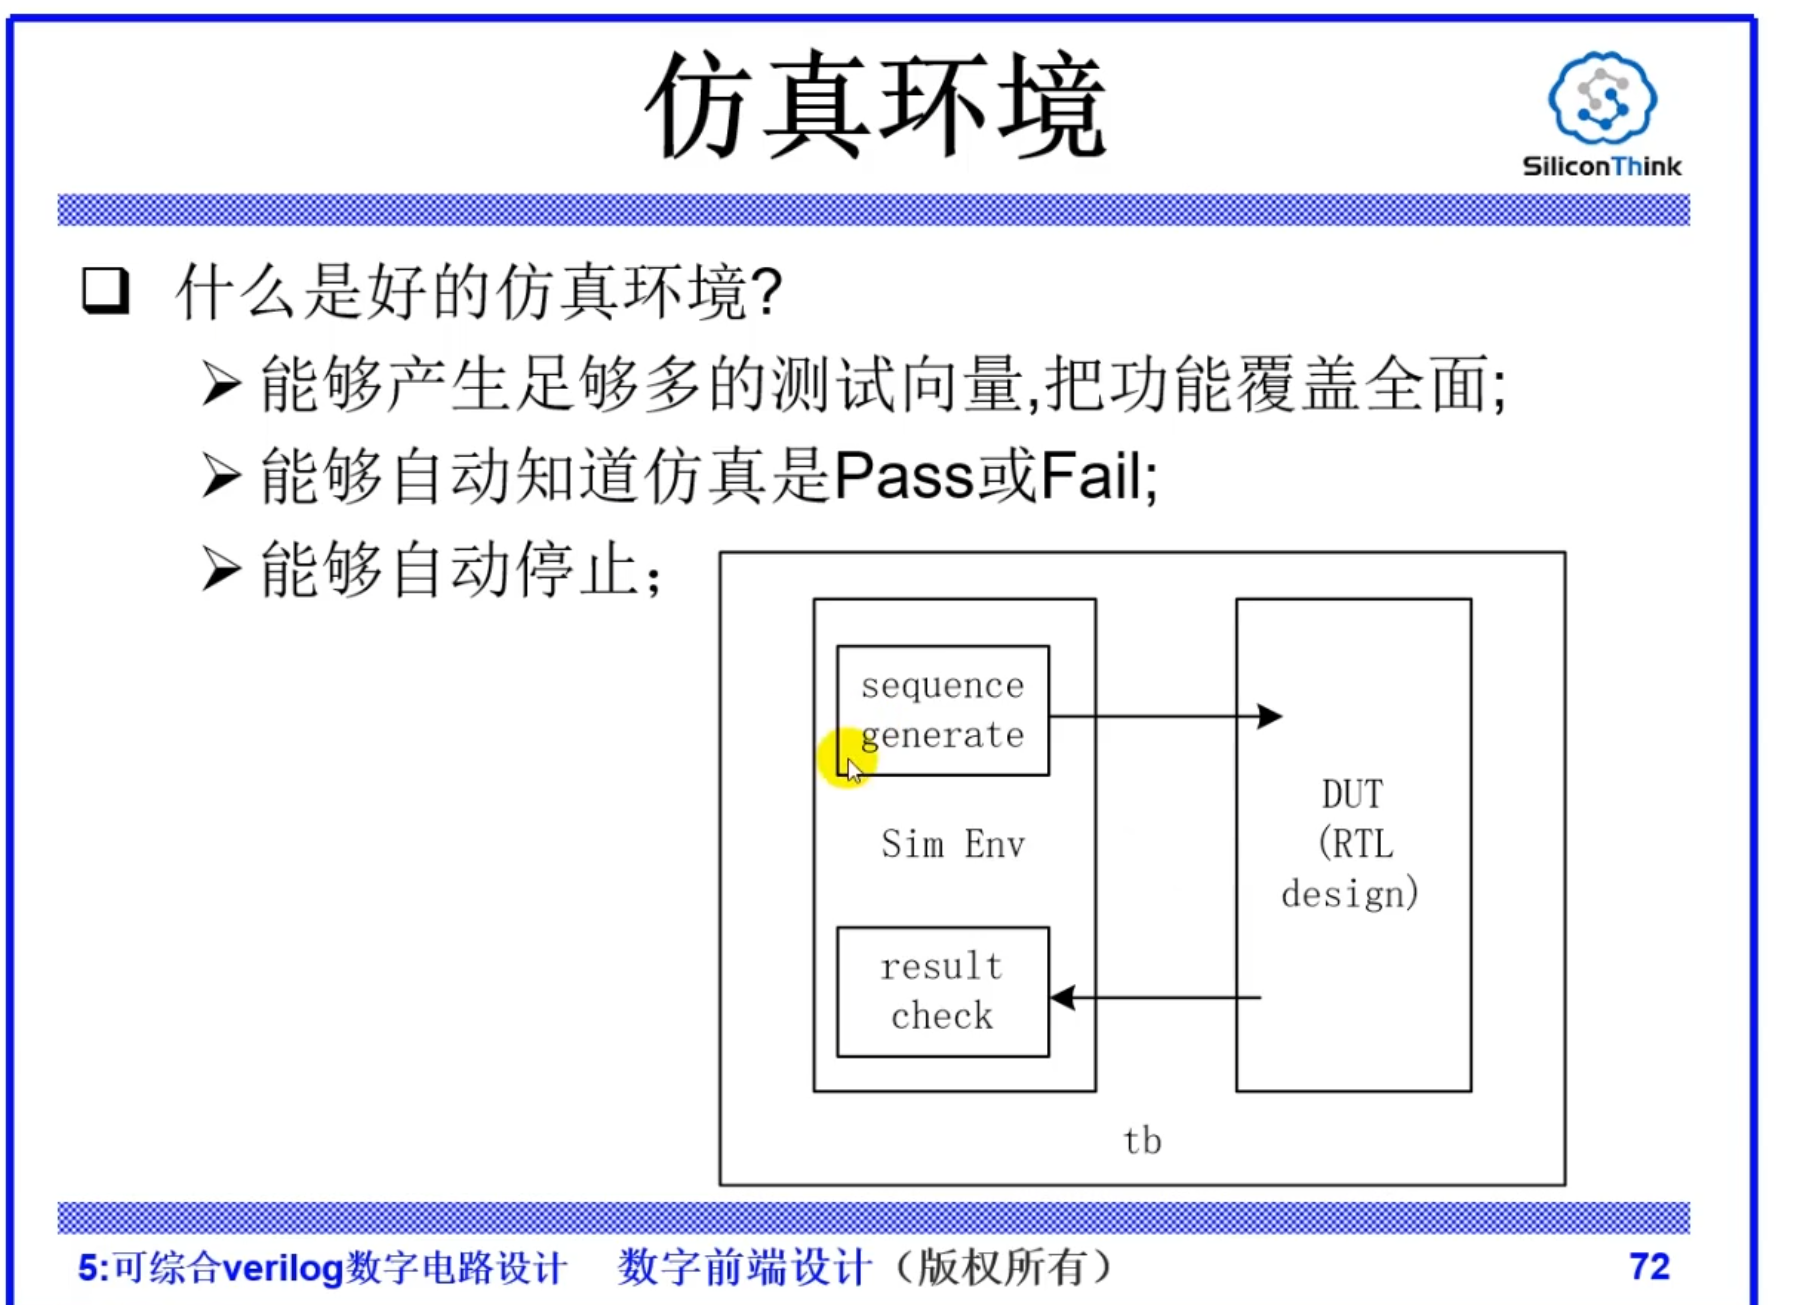 仿真环境
SiliconThink
什么是好的仿真环境?
能够产生足够多的测试向量,把功能覆盖全面;
能够自动知道仿真是Pass或Fail;
能够自动停止；
sequence
generate
Sim Env
result
check
DUT
(RTL
design)
tb
5:可综合verilog数字电路设计 数字前端设计（版权所有） 72